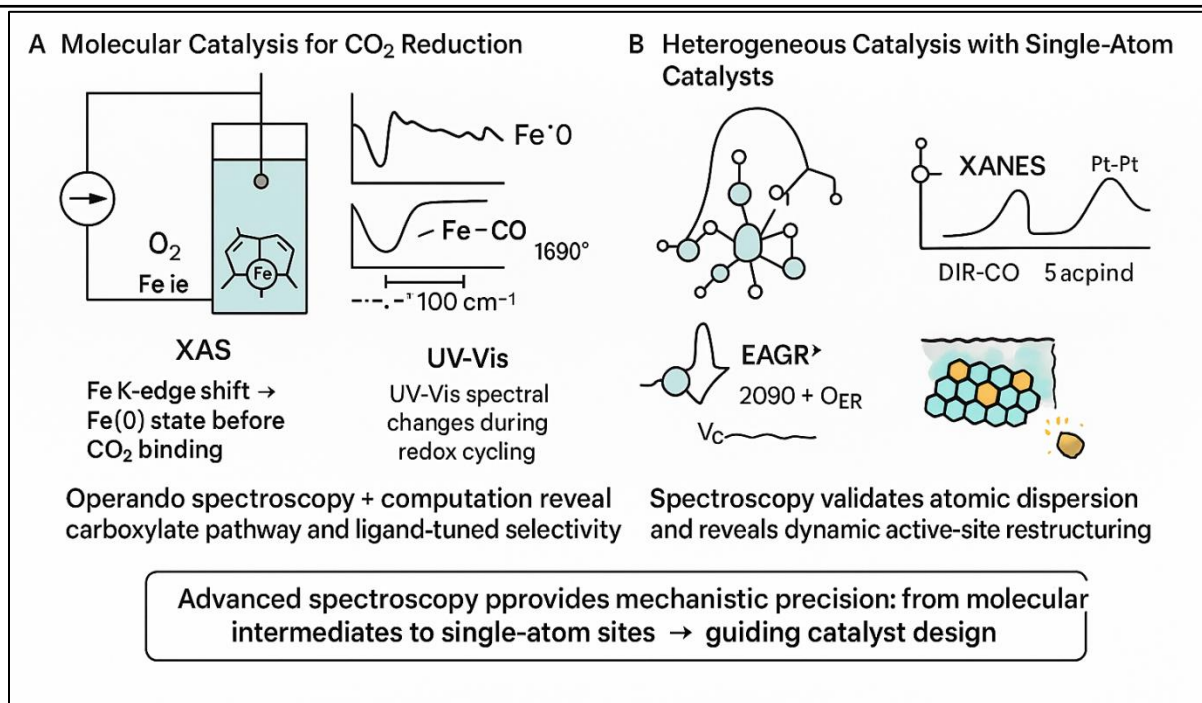 A Molecular Catalysis for CO₂ Reduction
O₂
Fe ie
Fe
Fe˙O
Fe–CO
1690°
100 cm⁻¹
XAS
Fe K-edge shift →
Fe(0) state before
CO₂ binding
UV-Vis
UV-Vis spectral
changes during
redox cycling
Operando spectroscopy + computation reveal
carboxylate pathway and ligand-tuned selectivity
B Heterogeneous Catalysis with Single-Atom
Catalysts
XANES
Pt-Pt
DIR-CO 5 acpind
EAGR
2090 + OER
Vc
Spectroscopy validates atomic dispersion
and reveals dynamic active-site restructuring
Advanced spectroscopy pprovides mechanistic precision: from molecular
intermediates to single-atom sites → guiding catalyst design